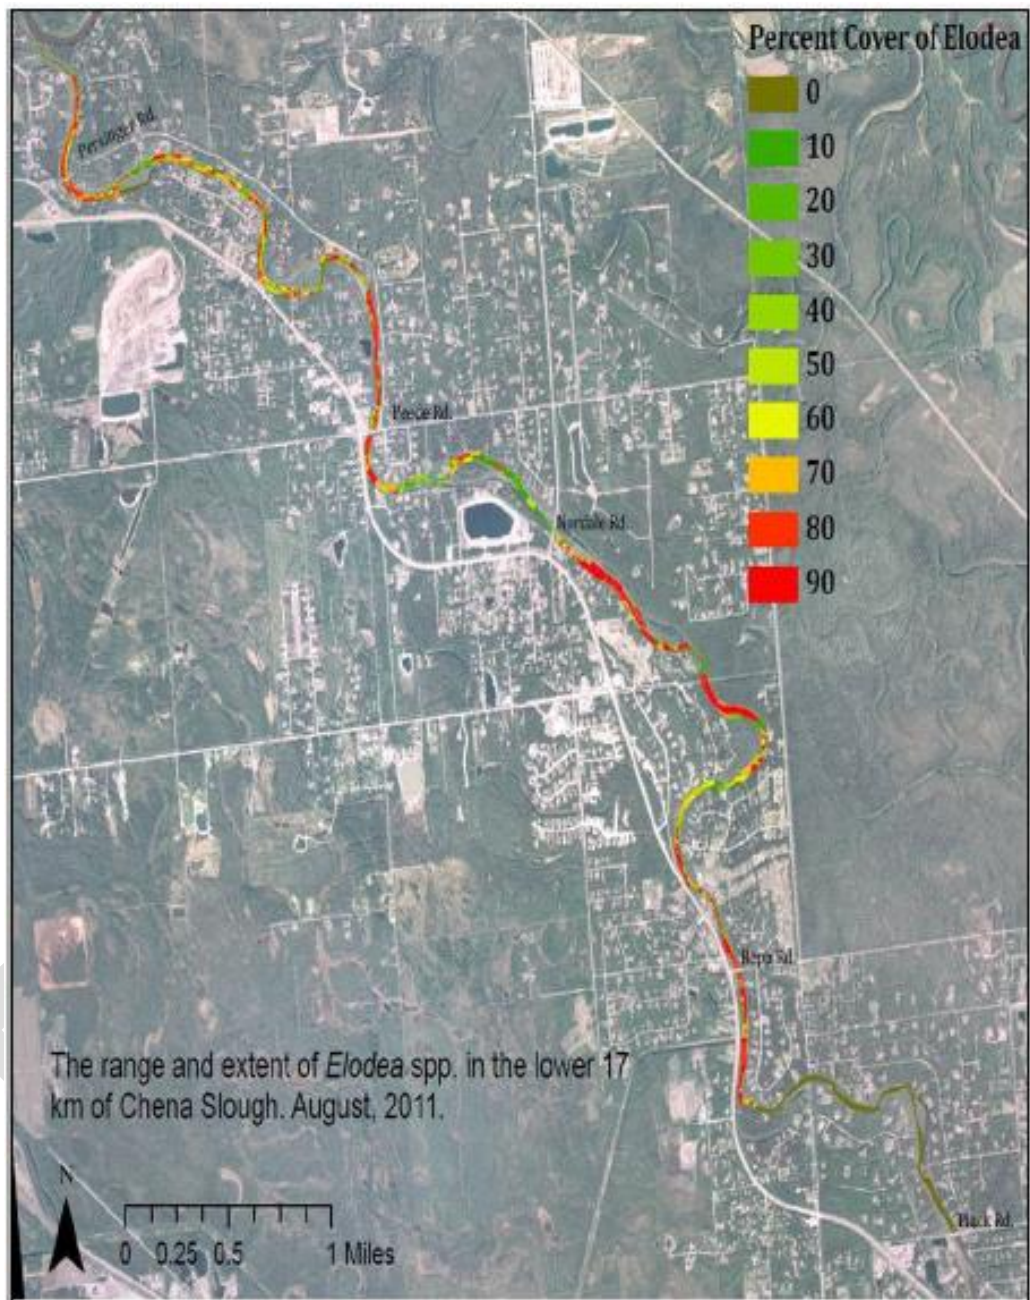 Percent Cover of Elodea
0
10
20
30
40
50
60
70
80
90
Persinger Rd.
Peede Rd.
Nordale Rd.
Repp Rd.
Plack Rd.
The range and extent of Elodea spp. in the lower 17
km of Chena Slough. August, 2011.
N
0 0.25 0.5 1 Miles